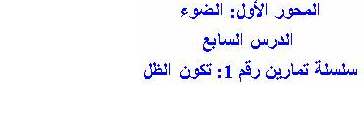 المحور الأول: الضوء
الدرس السابع
سلسلة تمارين رقم 1: تكون الظل